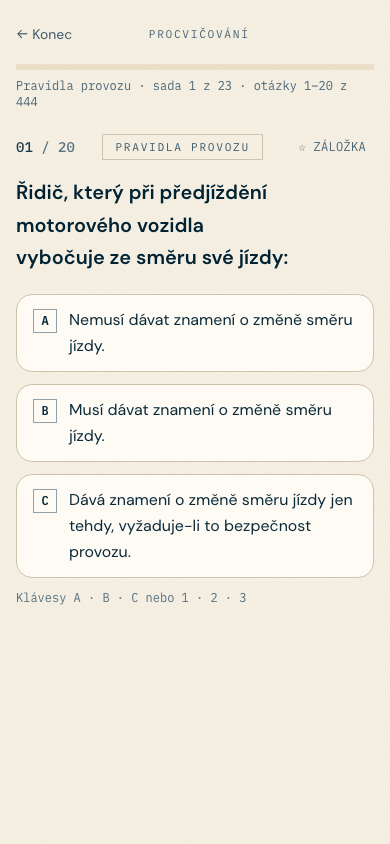 ← Konec
PROCVIČOVÁNÍ
Pravidla provozu · sada 1 z 23 · otázky 1–20 z
444
01 / 20
PRAVIDLA PROVOZU
☆ ZÁLOŽKA
Řidič, který při předjíždění
motorového vozidla
vybočuje ze směru své jízdy:
A
Nemusí dávat znamení o změně směru
jízdy.
B
Musí dávat znamení o změně směru
jízdy.
C
Dává znamení o změně směru jízdy jen
tehdy, vyžaduje-li to bezpečnost
provozu.
Klávesy A · B · C nebo 1 · 2 · 3